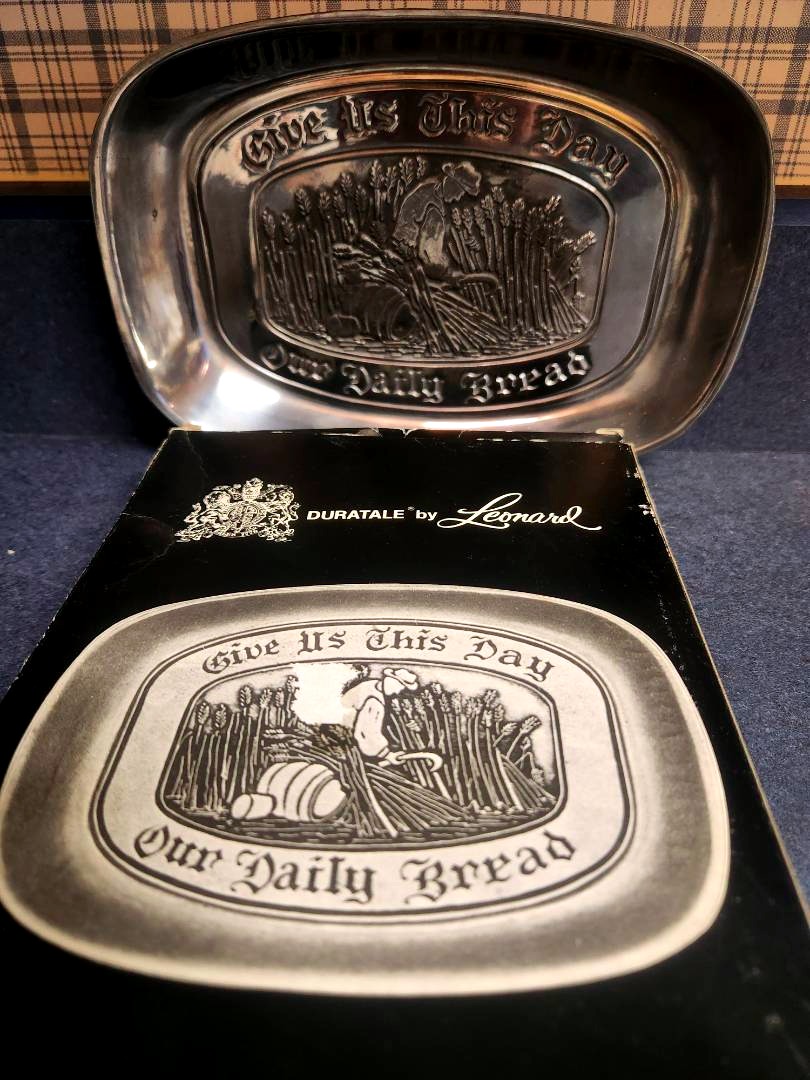 Give Us This Day
Our Daily Bread
DURATALE® by Leonard
Give Us This Day
Our Daily Bread